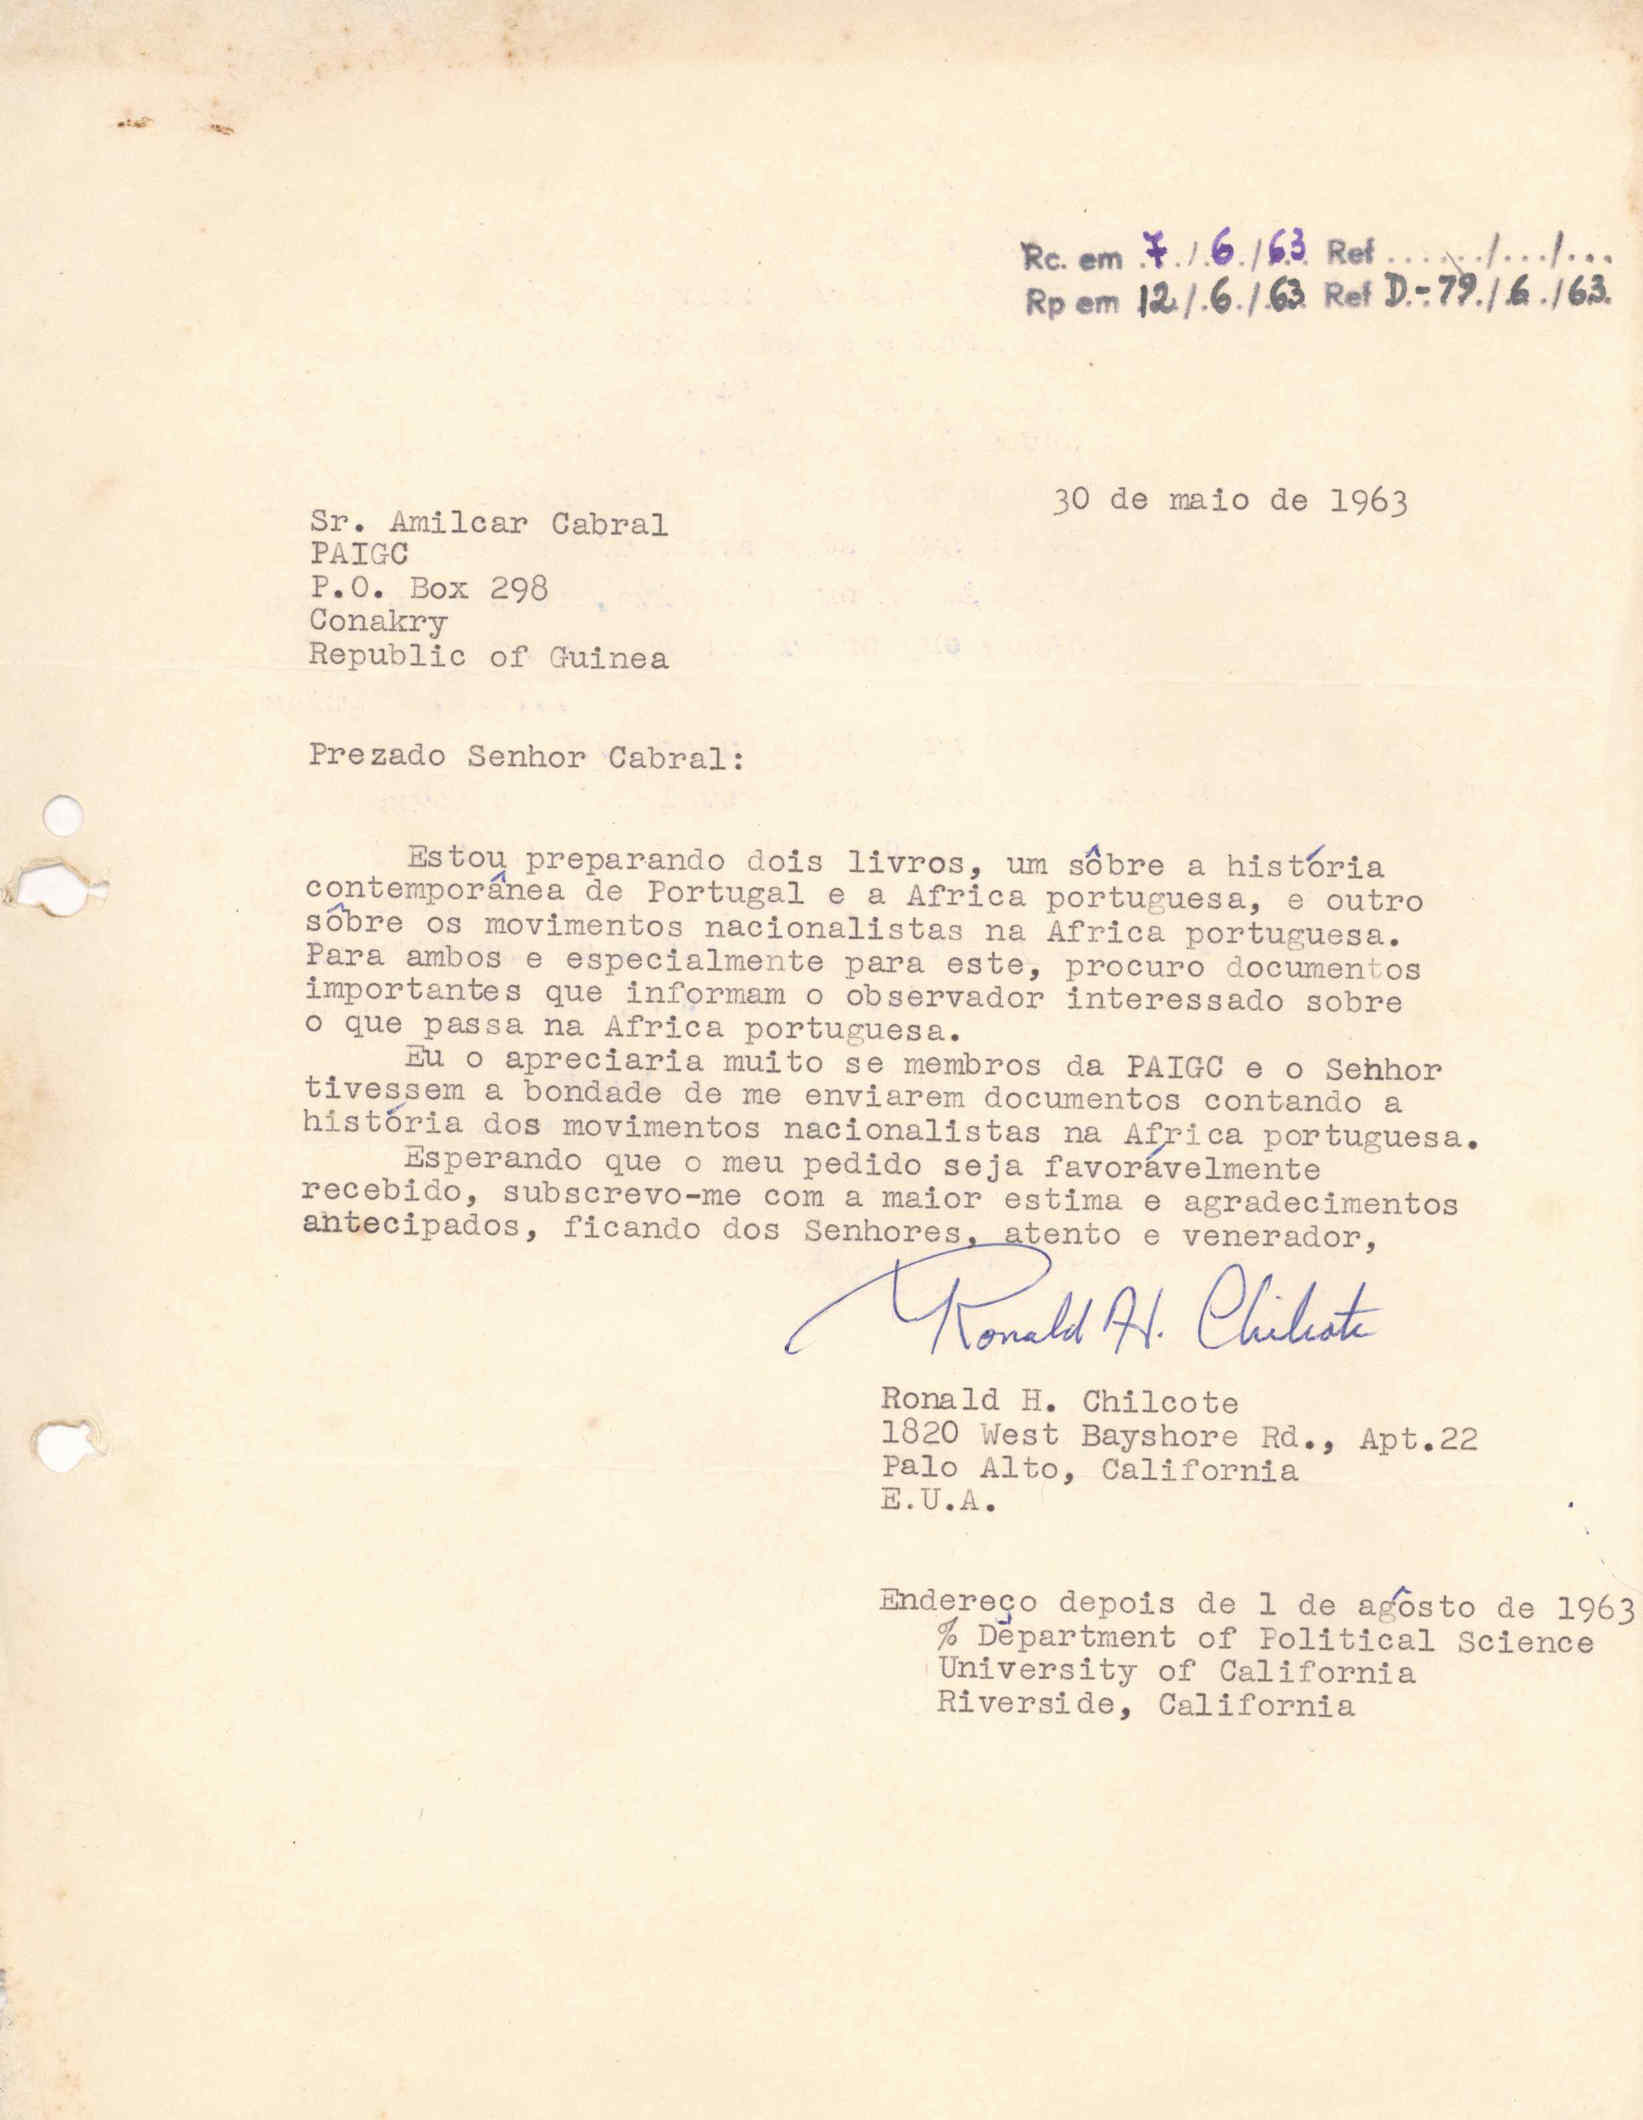 Rc. em 7./.6./63. Ref ....../.../...
Rp em 12./.6./.63. Ref D.-79./.6./63.
30 de maio de 1963
Sr. Amilcar Cabral
PAIGC
P.O. Box 298
Conakry
Republic of Guinea
Prezado Senhor Cabral:
Estou preparando dois livros, um sôbre a história
contemporânea de Portugal e a Africa portuguesa, e outro
sôbre os movimentos nacionalistas na Africa portuguesa.
Para ambos e especialmente para este, procuro documentos
importantes que informam o observador interessado sobre
o que passa na Africa portuguesa.
Eu o apreciaria muito se membros da PAIGC e o Senhor
tivessem a bondade de me enviarem documentos contando a
história dos movimentos nacionalistas na Africa portuguesa.
Esperando que o meu pedido seja favorávelmente
recebido, subscrevo-me com a maior estima e agradecimentos
antecipados, ficando dos Senhores, atento e venerador,
Ronald H. Chilcote
Ronald H. Chilcote
1820 West Bayshore Rd., Apt.22
Palo Alto, California
E.U.A.
Endereço depois de 1 de agôsto de 1963
% Department of Political Science
University of California
Riverside, California